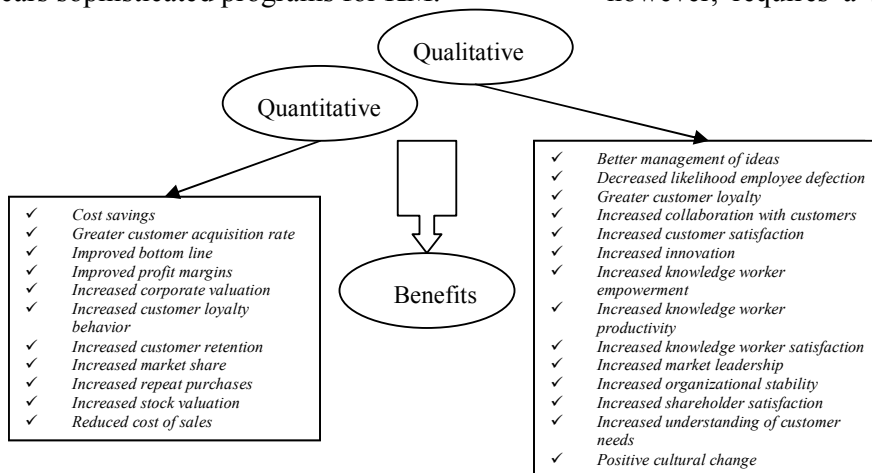 ears sophisticated programs for KM.
however, requires a
Qualitative
Quantitative
Benefits
✓ Cost savings
✓ Greater customer acquisition rate
✓ Improved bottom line
✓ Improved profit margins
✓ Increased corporate valuation
✓ Increased customer loyalty
behavior
✓ Increased customer retention
✓ Increased market share
✓ Increased repeat purchases
✓ Increased stock valuation
✓ Reduced cost of sales
✓ Better management of ideas
✓ Decreased likelihood employee defection
✓ Greater customer loyalty
✓ Increased collaboration with customers
✓ Increased customer satisfaction
✓ Increased innovation
✓ Increased knowledge worker
empowerment
✓ Increased knowledge worker
productivity
✓ Increased knowledge worker satisfaction
✓ Increased market leadership
✓ Increased organizational stability
✓ Increased shareholder satisfaction
✓ Increased understanding of customer
needs
✓ Positive cultural change